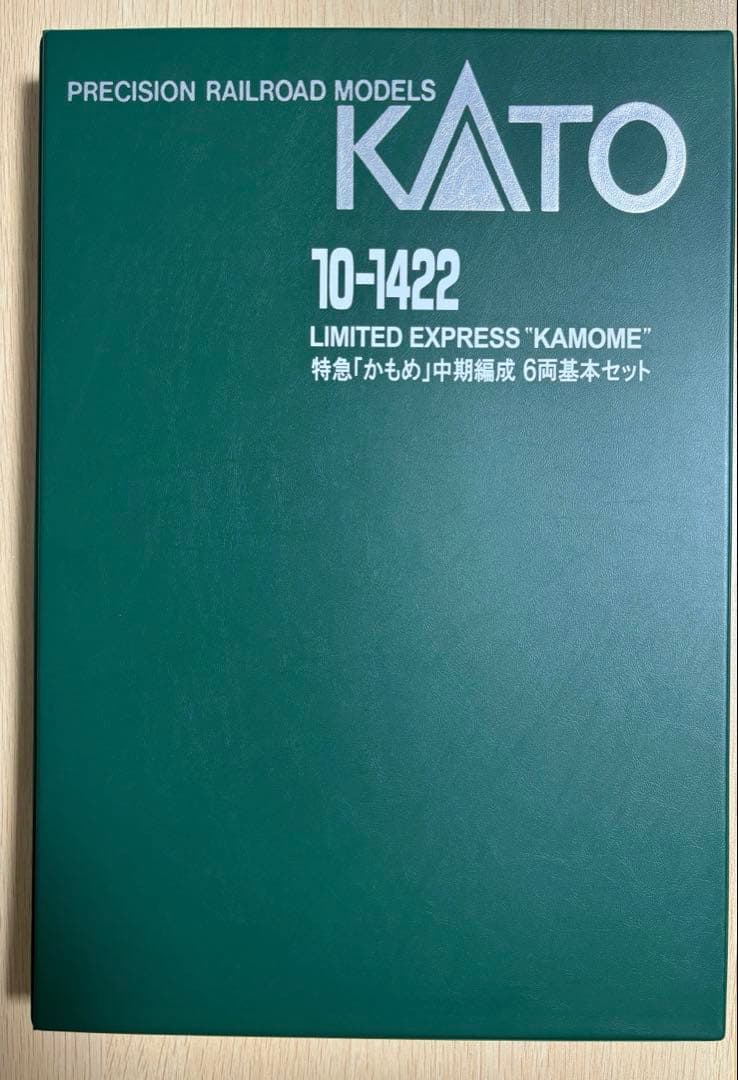 PRECISION RAILROAD MODELS
KATO
10-1422
LIMITED EXPRESS "KAMOME"
特急「かもめ」中期編成 6両基本セット